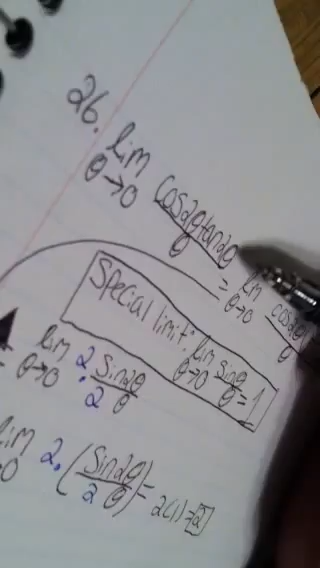 26. lim θ→0 cos2θtan2θ/θ = lim θ→0 cos2θ/θ
Special limit: lim θ→0 sinθ/θ = 1
= lim θ→0 2/2 · sin2θ/θ
lim 2·(sin2θ/2θ) = 2(1) = 2